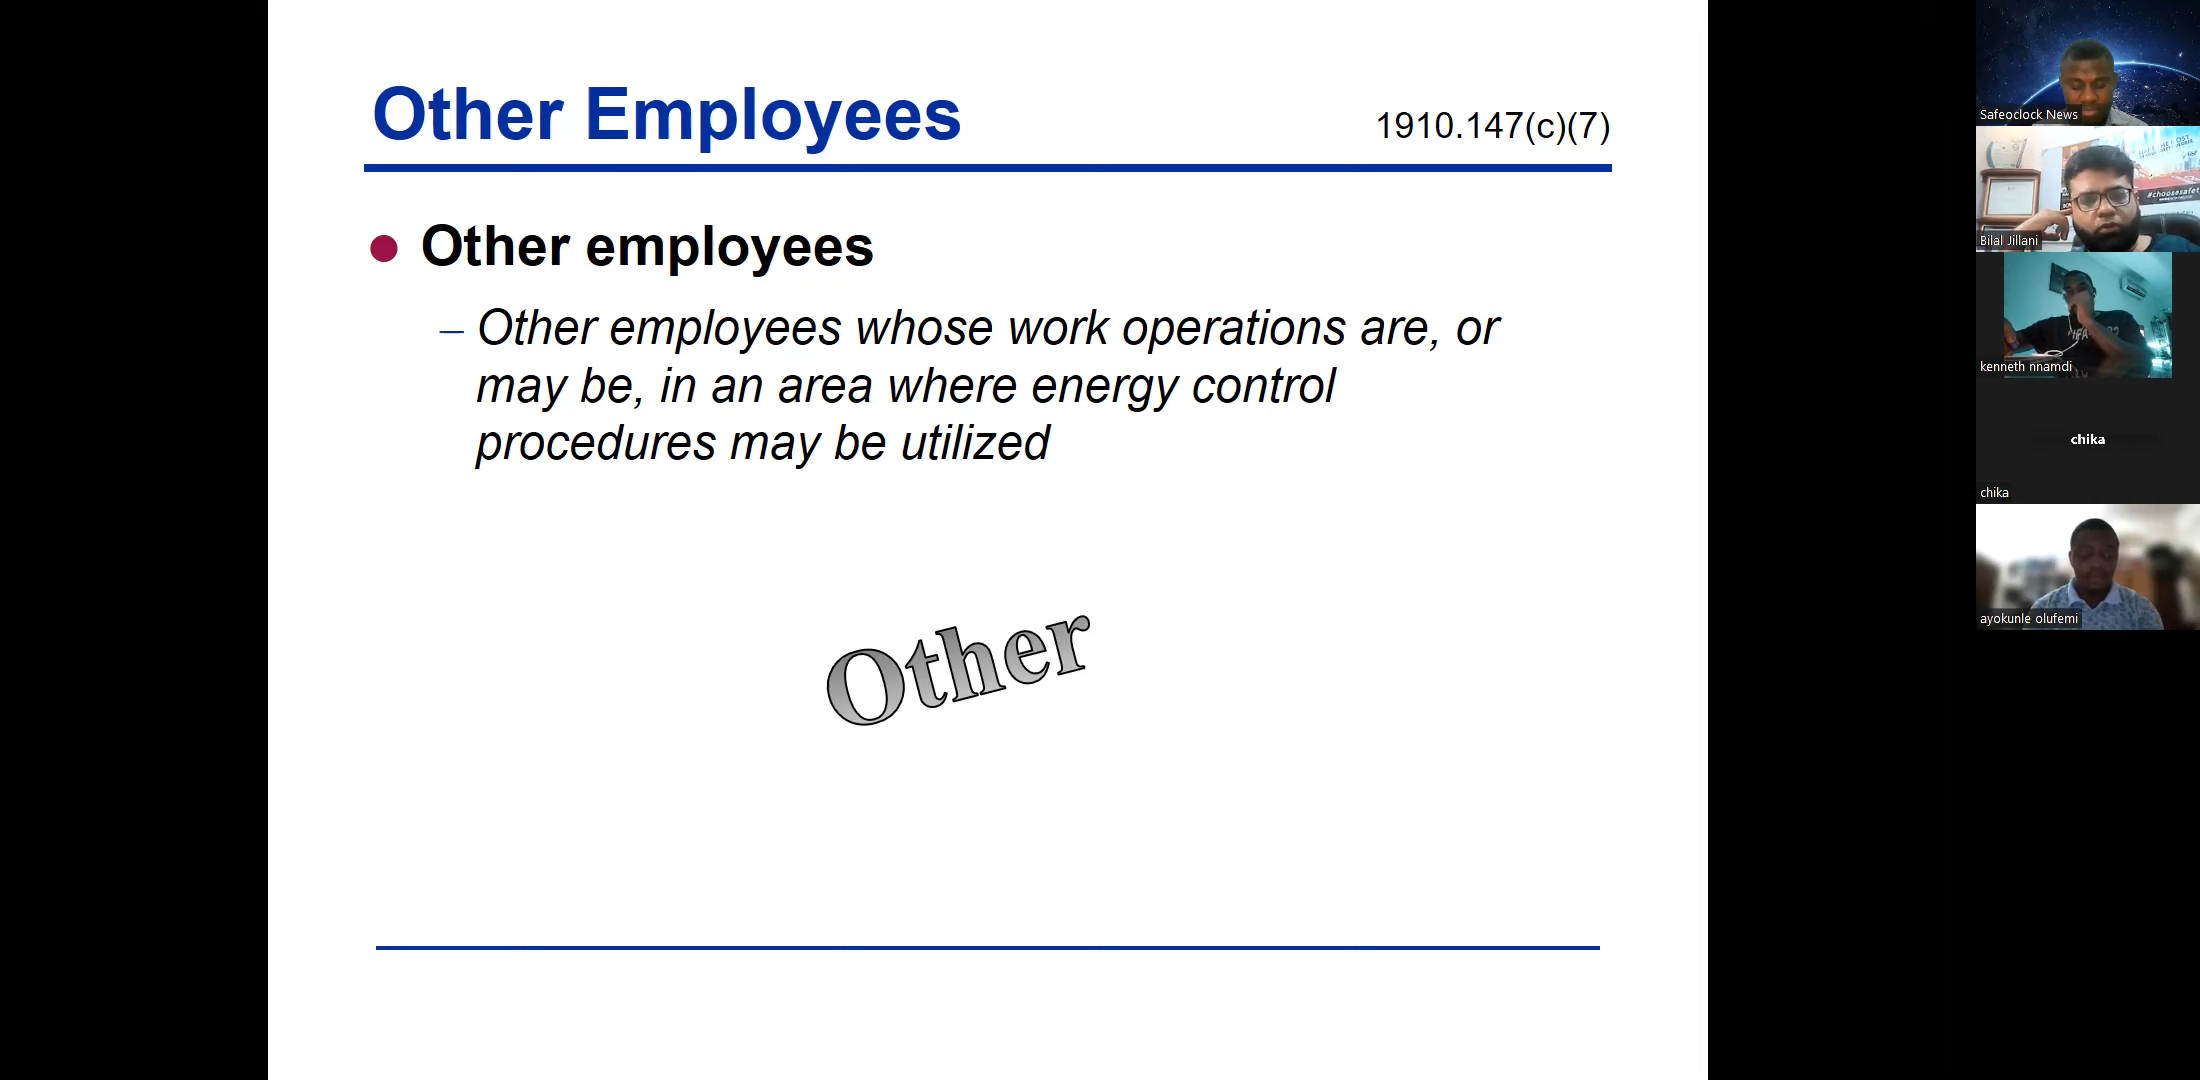 Other Employees
1910.147(c)(7)
Other employees
– Other employees whose work operations are, or
may be, in an area where energy control
procedures may be utilized
Other
Safeoclock News
#choosesafet
Bilal Jillani
kenneth nnamdi
chika
chika
ayokunle olufemi